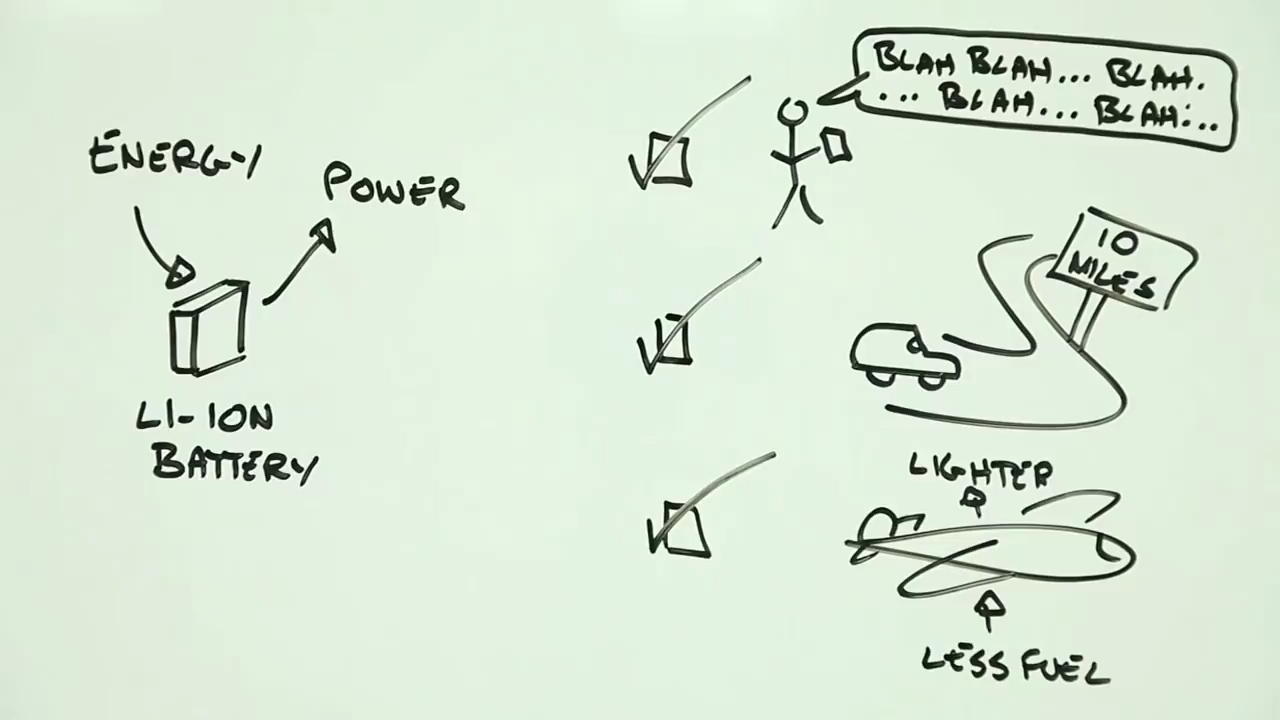 ENERGY
POWER
LI-ION
BATTERY
BLAH BLAH... BLAH.
... BLAH... BLAH...
10
MILES
LIGHTER
LESS FUEL